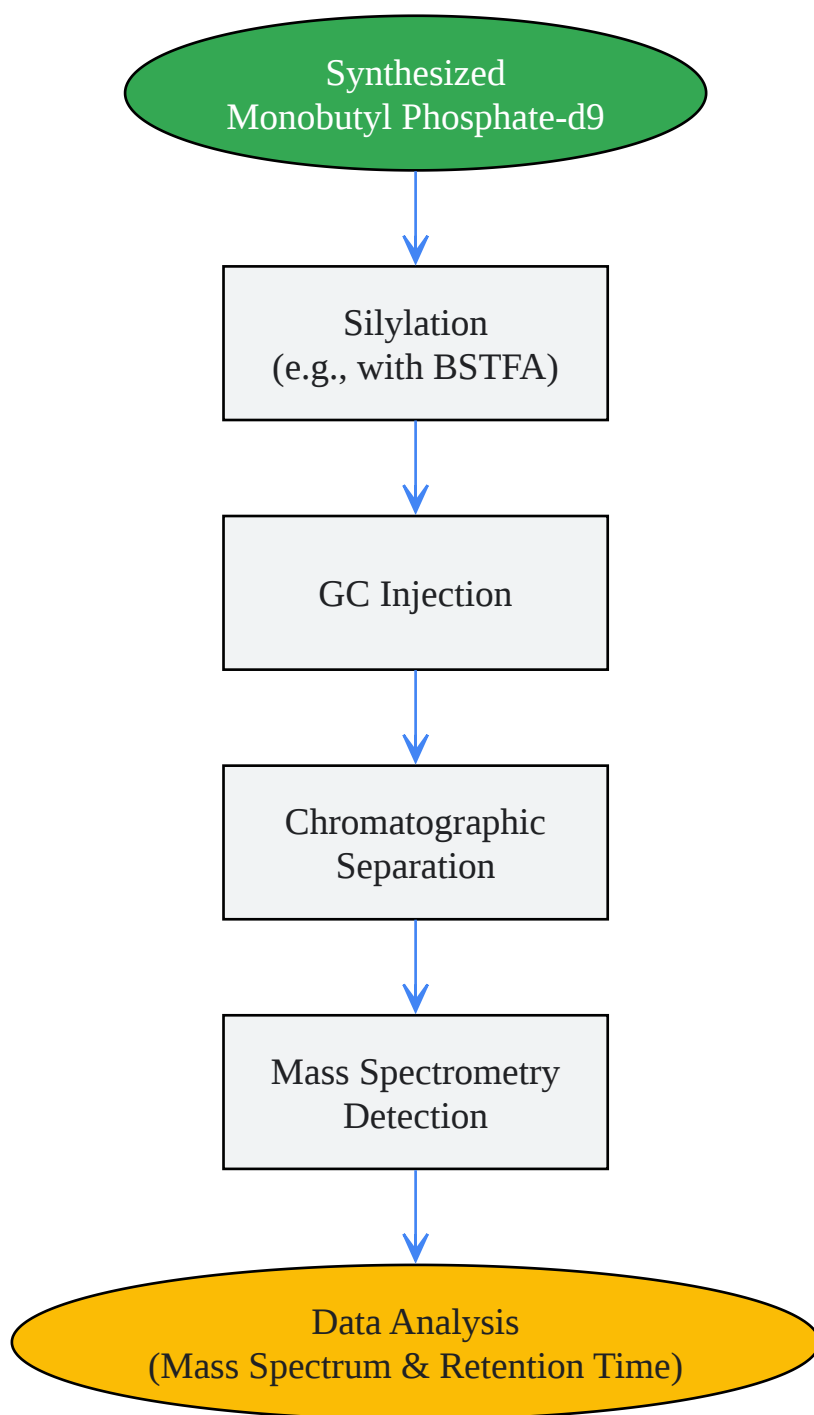 Synthesized
Monobutyl Phosphate-d9
Silylation
(e.g., with BSTFA)
GC Injection
Chromatographic
Separation
Mass Spectrometry
Detection
Data Analysis
(Mass Spectrum & Retention Time)